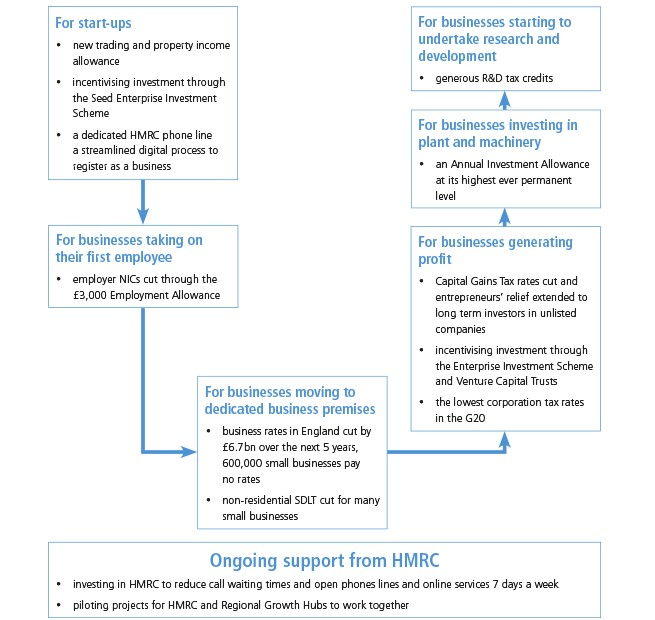 For start-ups
• new trading and property income
allowance
• incentivising investment through
the Seed Enterprise Investment
Scheme
• a dedicated HMRC phone line
a streamlined digital process to
register as a business
For businesses taking on
their first employee
• employer NICs cut through the
£3,000 Employment Allowance
For businesses moving to
dedicated business premises
• business rates in England cut by
£6.7bn over the next 5 years,
600,000 small businesses pay
no rates
• non-residential SDLT cut for many
small businesses
For businesses generating
profit
• Capital Gains Tax rates cut and
entrepreneurs’ relief extended to
long term investors in unlisted
companies
• incentivising investment through
the Enterprise Investment Scheme
and Venture Capital Trusts
• the lowest corporation tax rates
in the G20
For businesses investing in
plant and machinery
• an Annual Investment Allowance
at its highest ever permanent
level
For businesses starting to
undertake research and
development
• generous R&D tax credits
Ongoing support from HMRC
• investing in HMRC to reduce call waiting times and open phones lines and online services 7 days a week
• piloting projects for HMRC and Regional Growth Hubs to work together